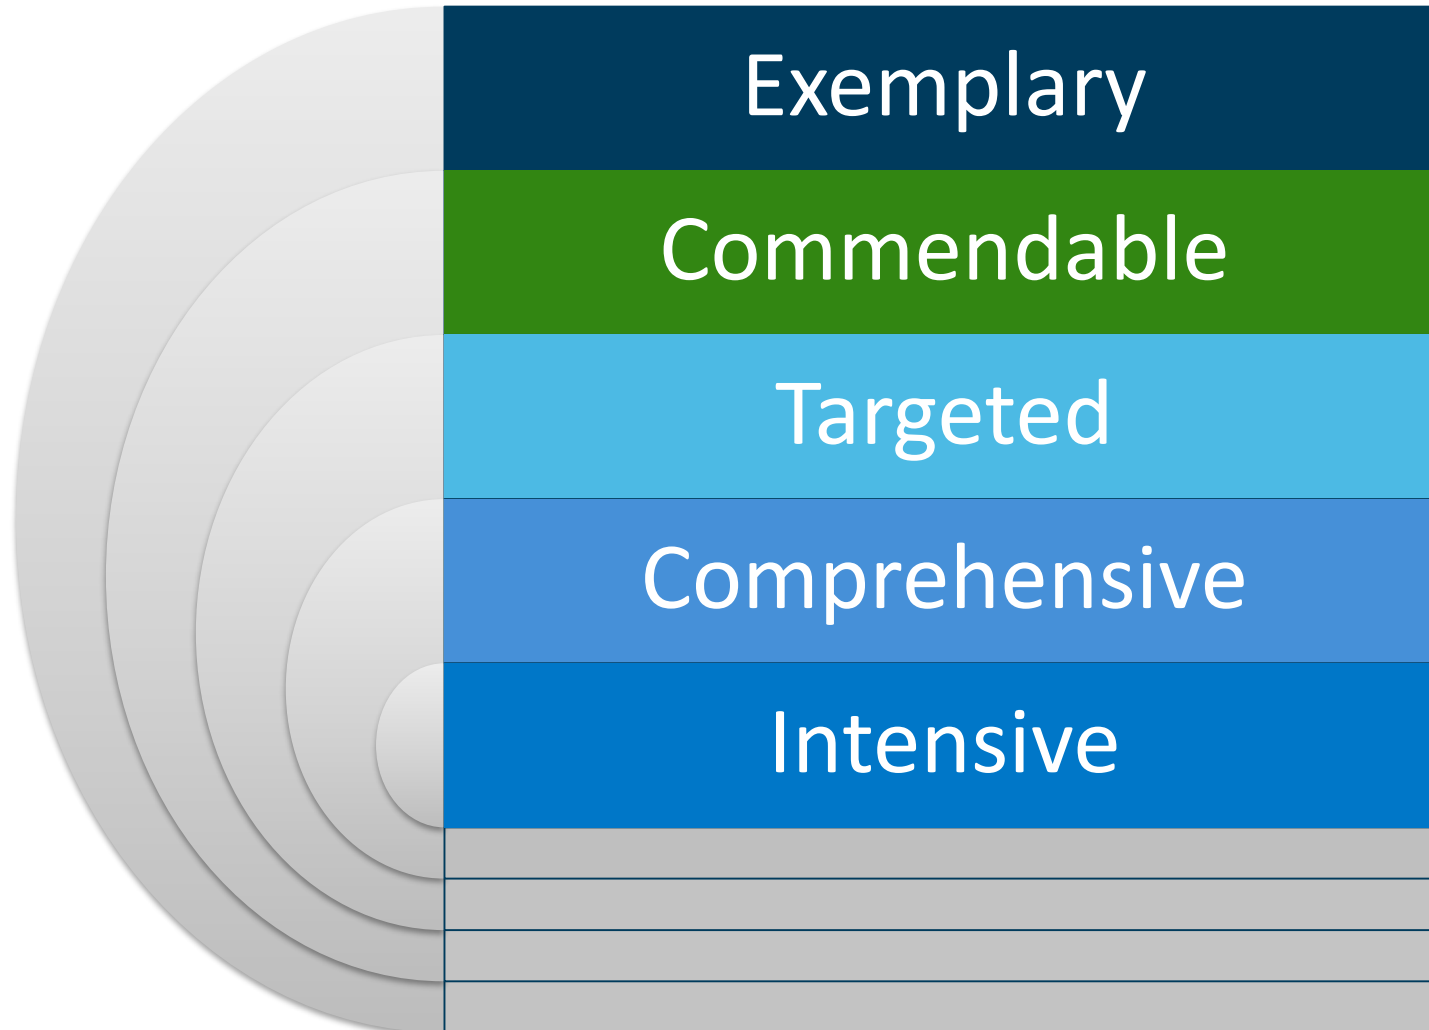 Exemplary
Commendable
Targeted
Comprehensive
Intensive